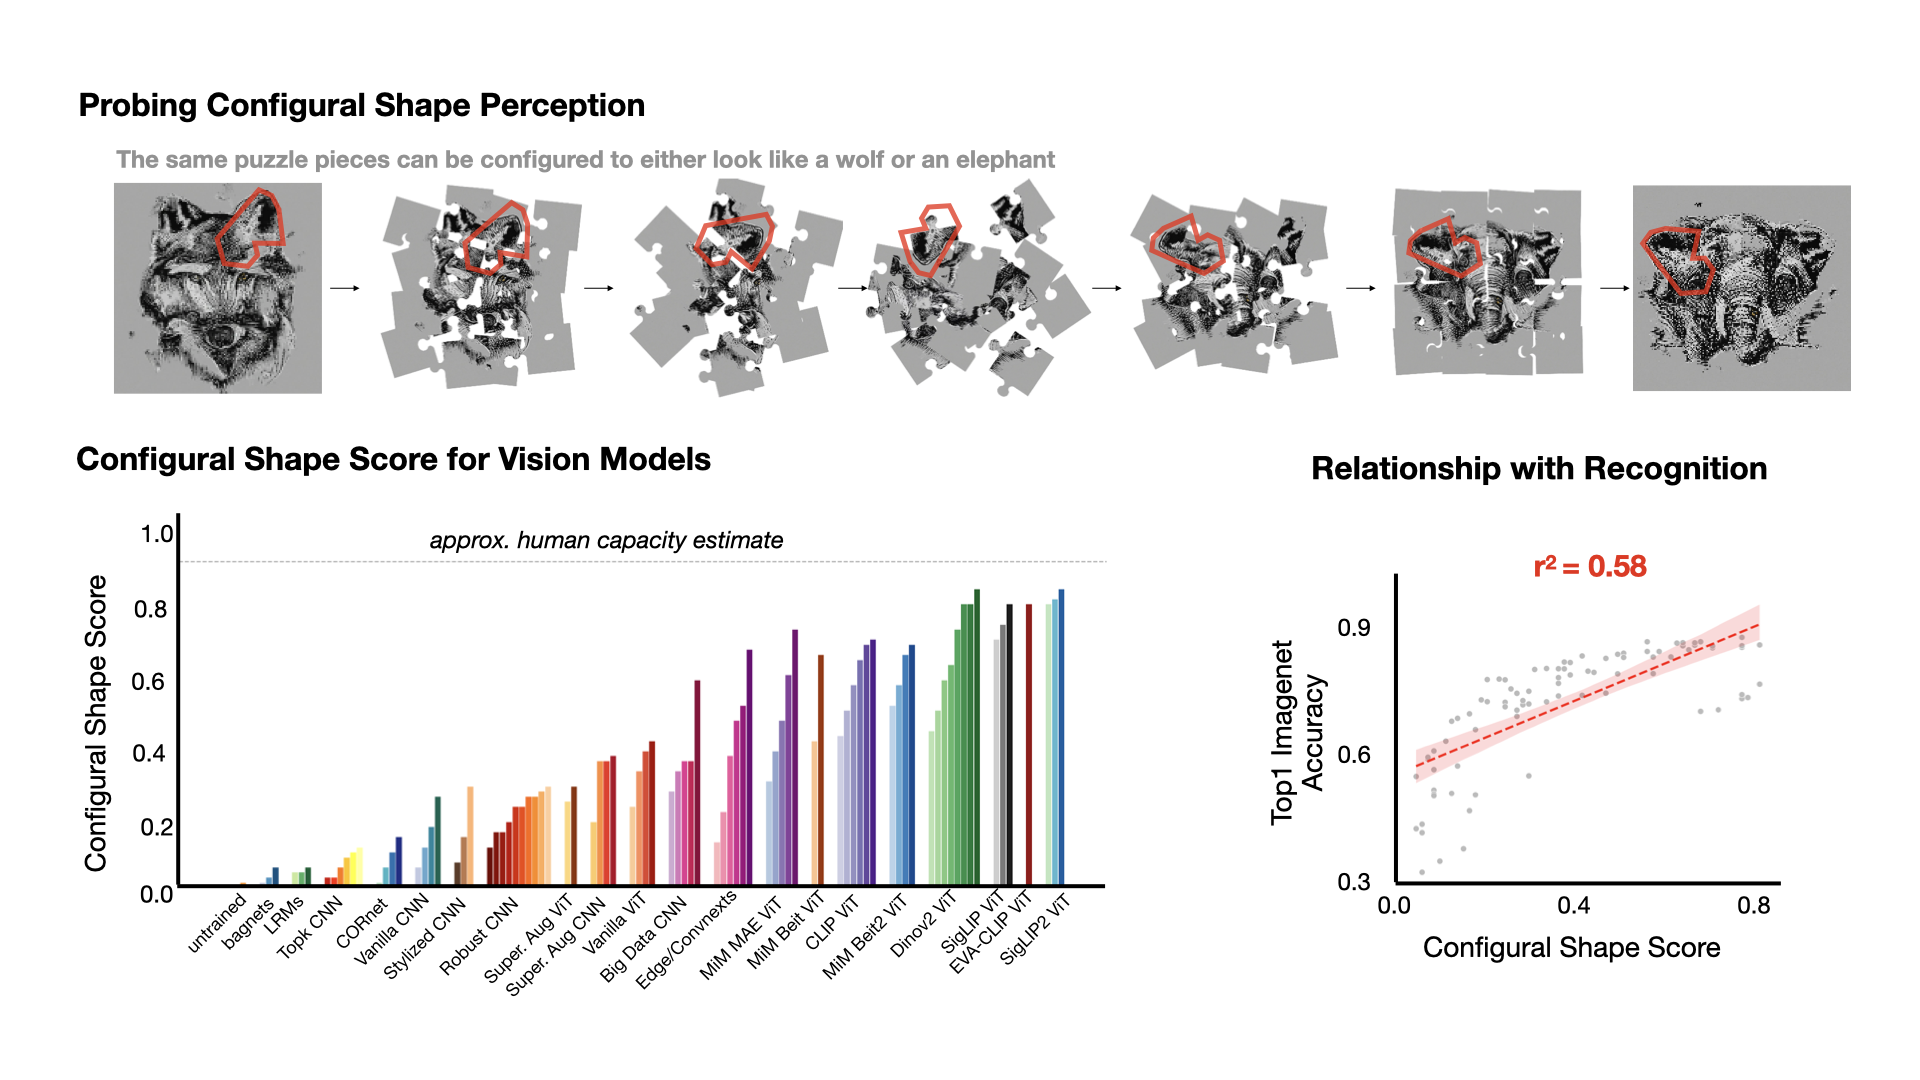 Probing Configural Shape Perception
The same puzzle pieces can be configured to either look like a wolf or an elephant
Configural Shape Score for Vision Models
Configural Shape Score
1.0
0.8
0.6
0.4
0.2
0.0
approx. human capacity estimate
untrained
bagnets
LRMs
Topk CNN
CORnet
Vanilla CNN
Stylized CNN
Robust CNN
Super. Aug ViT
Super. Aug CNN
Vanilla ViT
Big Data CNN
Edge/Convnexts
MiM MAE ViT
MiM Beit ViT
CLIP ViT
MiM Beit2 ViT
Dinov2 ViT
SigLIP ViT
EVA-CLIP ViT
SigLIP2 ViT
Relationship with Recognition
r² = 0.58
Top1 Imagenet
Accuracy
0.9
0.6
0.3
0.0
0.4
0.8
Configural Shape Score